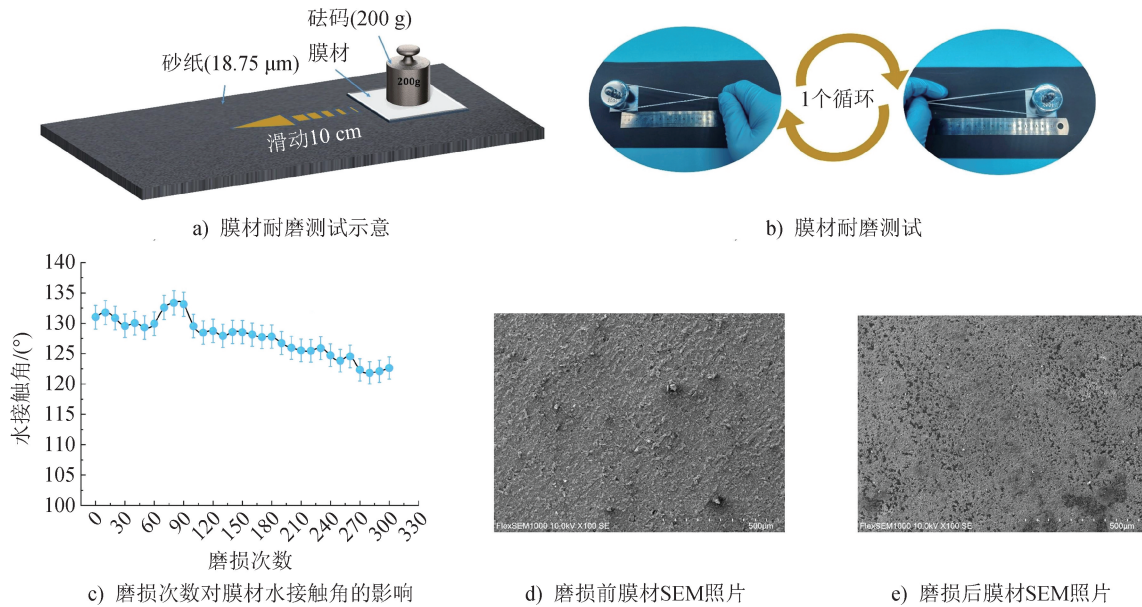 砝码(200 g)
膜材
砂纸(18.75 μm)
200g
滑动10 cm
a) 膜材耐磨测试示意
1个循环
b) 膜材耐磨测试
水接触角/(°)
140
135
130
125
120
115
110
105
100
0
30
60
90
120
150
180
210
240
270
300
330
磨损次数
c) 磨损次数对膜材水接触角的影响
FlexSEM1000 10.0kV X100 SE
500μm
d) 磨损前膜材SEM照片
FlexSEM1000 10.0kV X100 SE
500μm
e) 磨损后膜材SEM照片